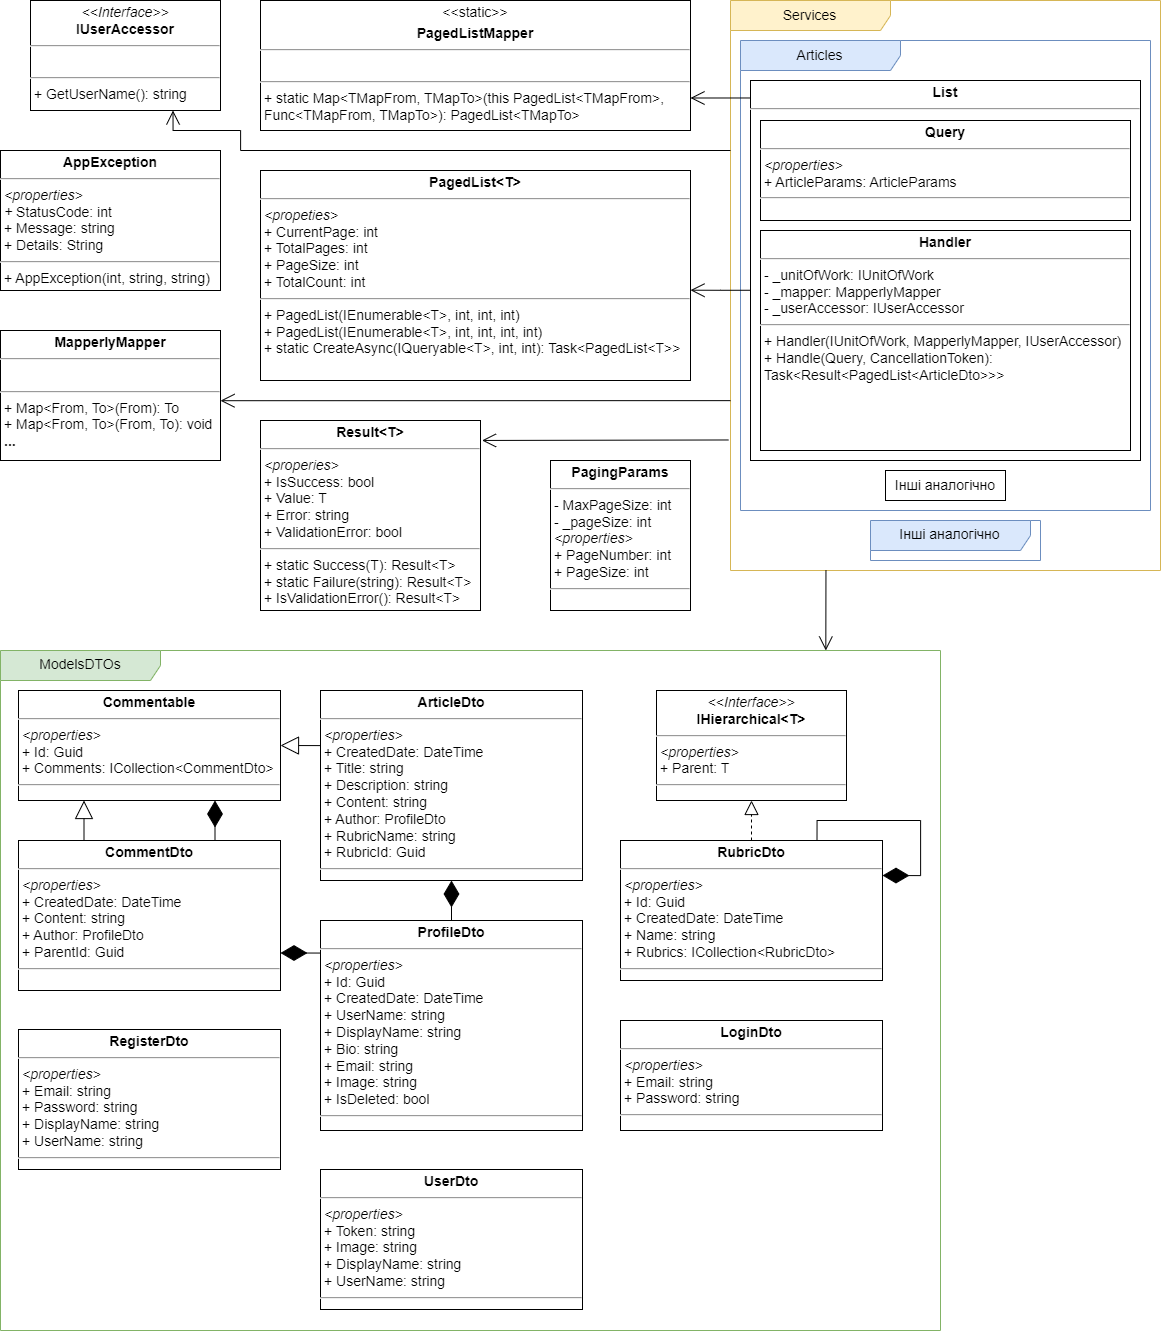 <<Interface>>
IUserAccessor
+ GetUserName(): string
<<static>>
PagedListMapper
+ static Map<TMapFrom, TMapTo>(this PagedList<TMapFrom>,
Func<TMapFrom, TMapTo>): PagedList<TMapTo>
Services
Articles
List
Query
<properties>
+ ArticleParams: ArticleParams
Handler
- _unitOfWork: IUnitOfWork
- _mapper: MapperlyMapper
- _userAccessor: IUserAccessor
+ Handler(IUnitOfWork, MapperlyMapper, IUserAccessor)
+ Handle(Query, CancellationToken):
Task<Result<PagedList<ArticleDto>>>
Інші аналогічно
Інші аналогічно
AppException
<properties>
+ StatusCode: int
+ Message: string
+ Details: String
+ AppException(int, string, string)
PagedList<T>
<propeties>
+ CurrentPage: int
+ TotalPages: int
+ PageSize: int
+ TotalCount: int
+ PagedList(IEnumerable<T>, int, int, int)
+ PagedList(IEnumerable<T>, int, int, int, int)
+ static CreateAsync(IQueryable<T>, int, int): Task<PagedList<T>>
MapperlyMapper
+ Map<From, To>(From): To
+ Map<From, To>(From, To): void
...
Result<T>
<properies>
+ IsSuccess: bool
+ Value: T
+ Error: string
+ ValidationError: bool
+ static Success(T): Result<T>
+ static Failure(string): Result<T>
+ IsValidationError(): Result<T>
PagingParams
- MaxPageSize: int
- _pageSize: int
<properties>
+ PageNumber: int
+ PageSize: int
ModelsDTOs
Commentable
<properties>
+ Id: Guid
+ Comments: ICollection<CommentDto>
ArticleDto
<properties>
+ CreatedDate: DateTime
+ Title: string
+ Description: string
+ Content: string
+ Author: ProfileDto
+ RubricName: string
+ RubricId: Guid
<<Interface>>
IHierarchical<T>
<properties>
+ Parent: T
CommentDto
<properties>
+ CreatedDate: DateTime
+ Content: string
+ Author: ProfileDto
+ ParentId: Guid
RubricDto
<properties>
+ Id: Guid
+ CreatedDate: DateTime
+ Name: string
+ Rubrics: ICollection<RubricDto>
ProfileDto
<properties>
+ Id: Guid
+ CreatedDate: DateTime
+ UserName: string
+ DisplayName: string
+ Bio: string
+ Email: string
+ Image: string
+ IsDeleted: bool
RegisterDto
<properties>
+ Email: string
+ Password: string
+ DisplayName: string
+ UserName: string
LoginDto
<properties>
+ Email: string
+ Password: string
UserDto
<properties>
+ Token: string
+ Image: string
+ DisplayName: string
+ UserName: string